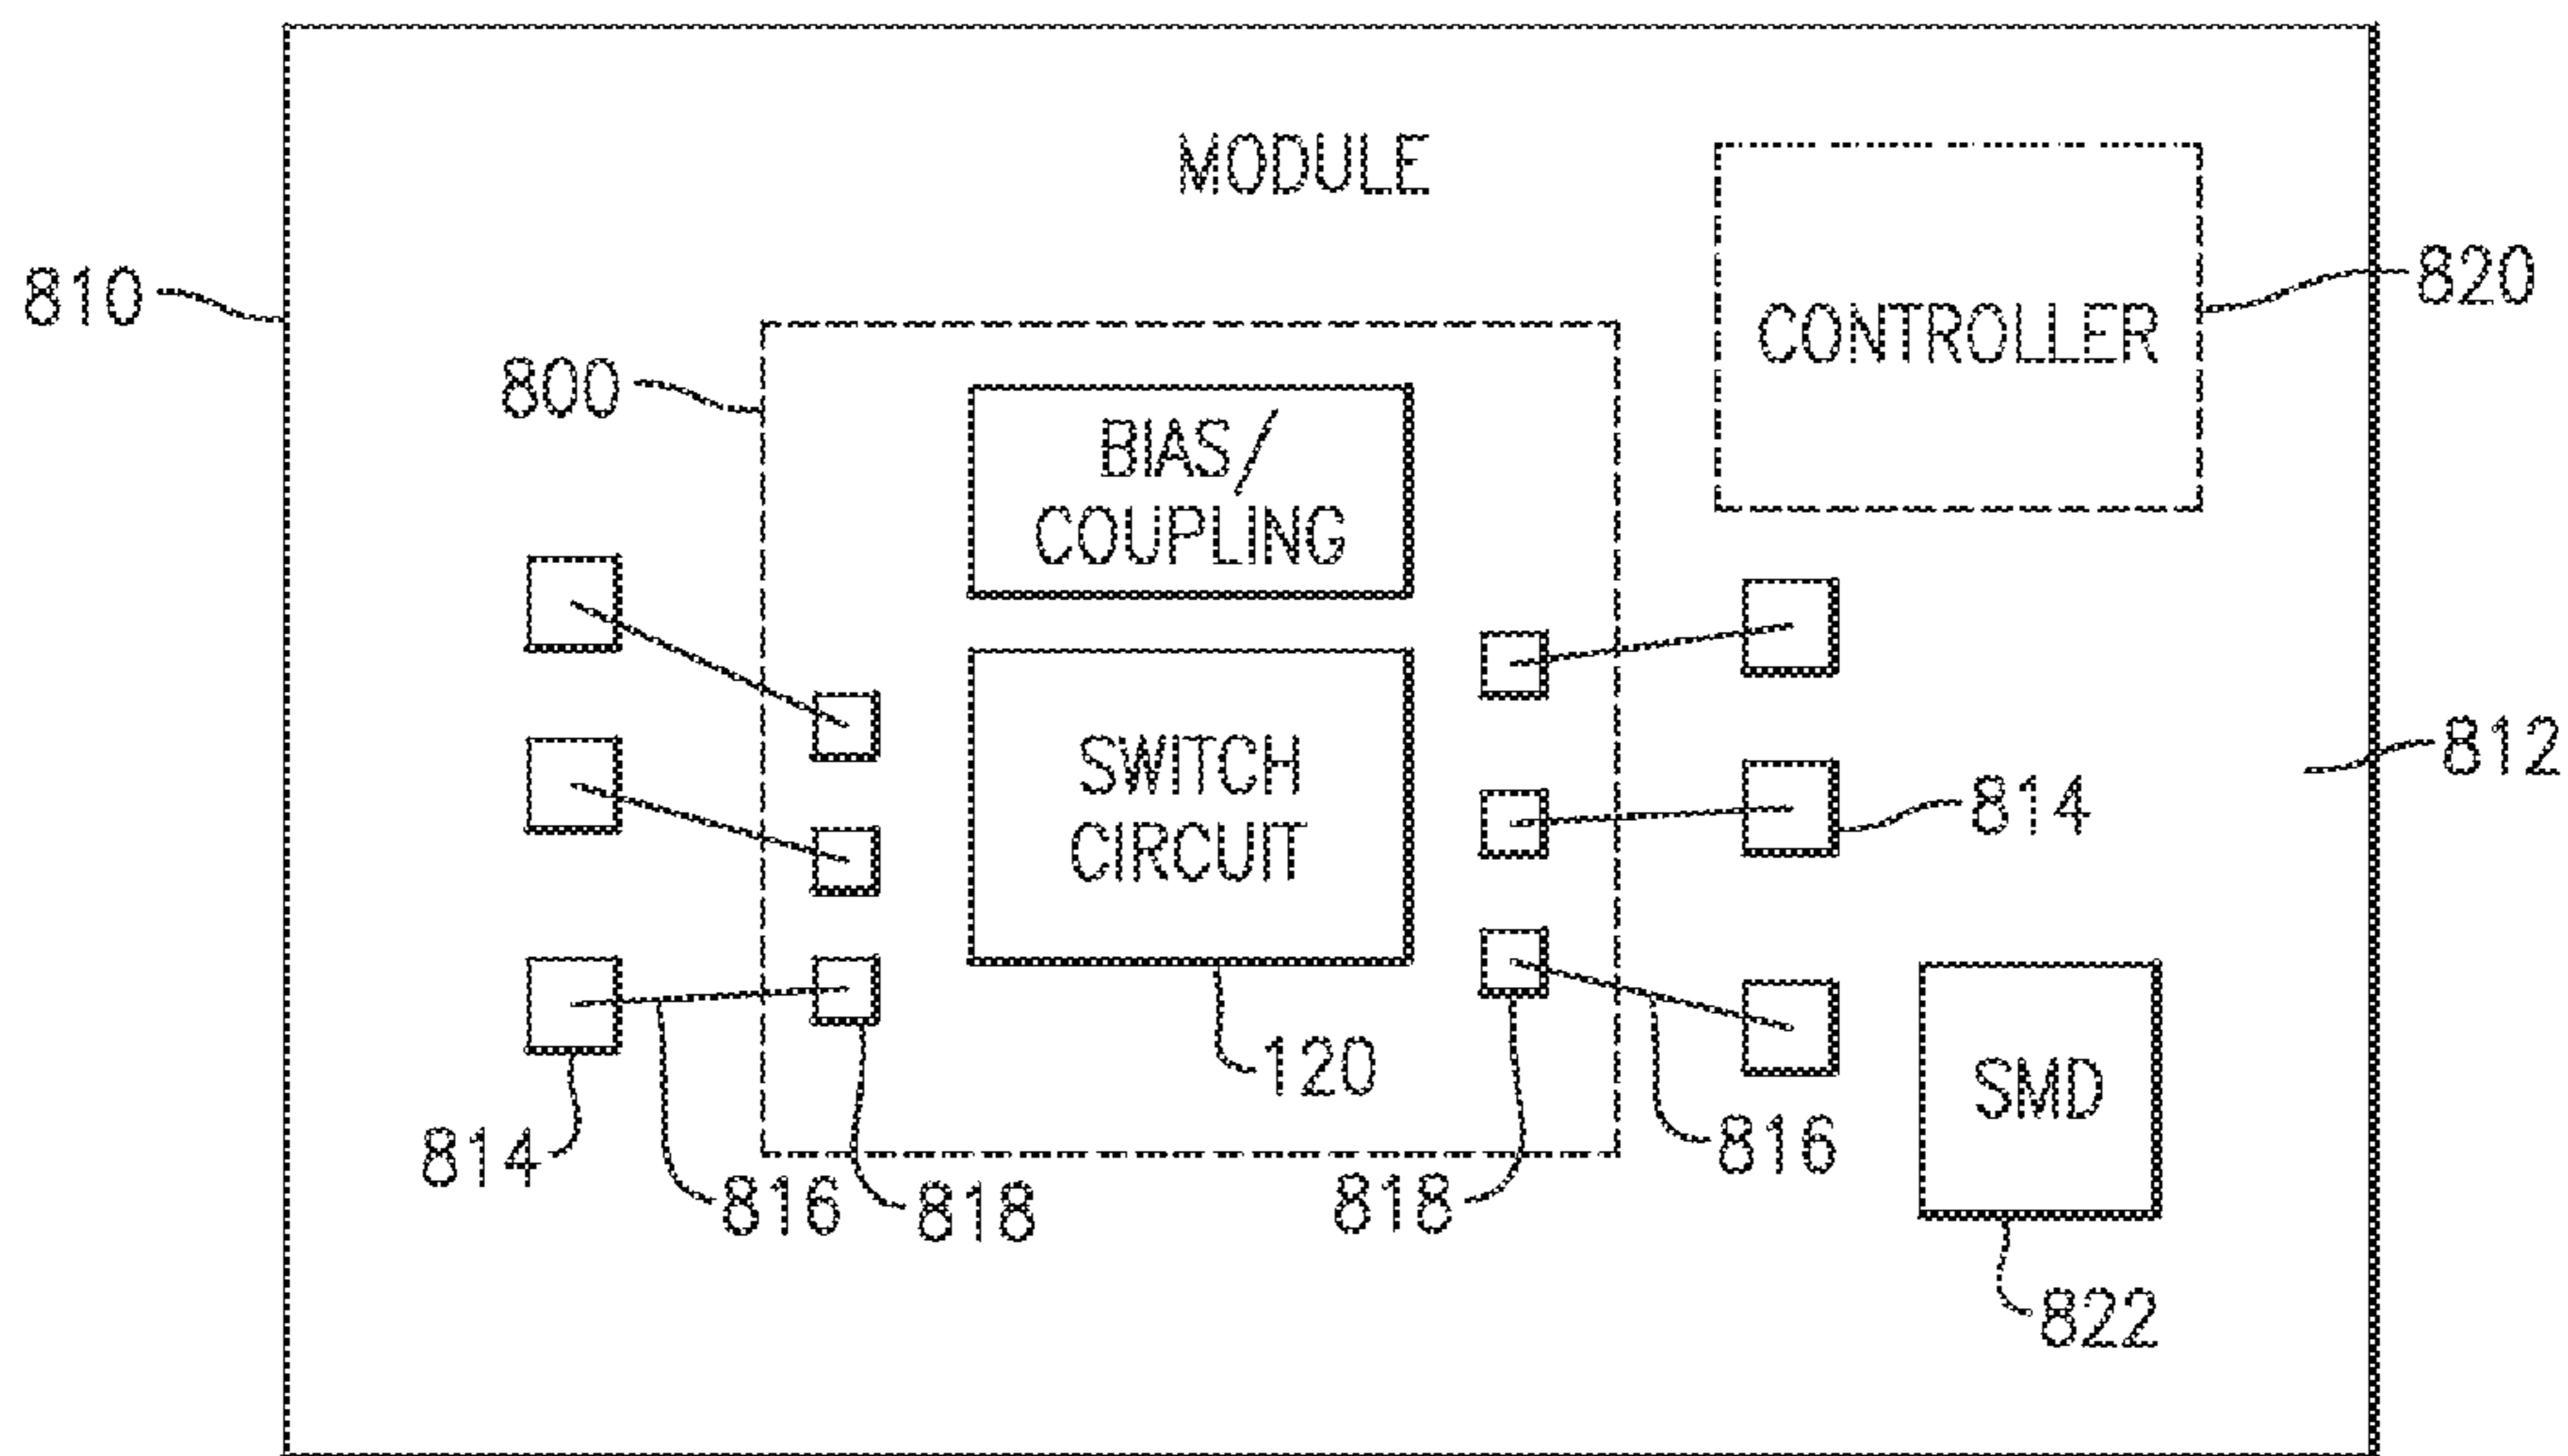 MODULE
810
820
CONTROLLER
800
BIAS/
COUPLING
812
SWITCH
CIRCUIT
814
120
SMD
814
816
818
818
816
822